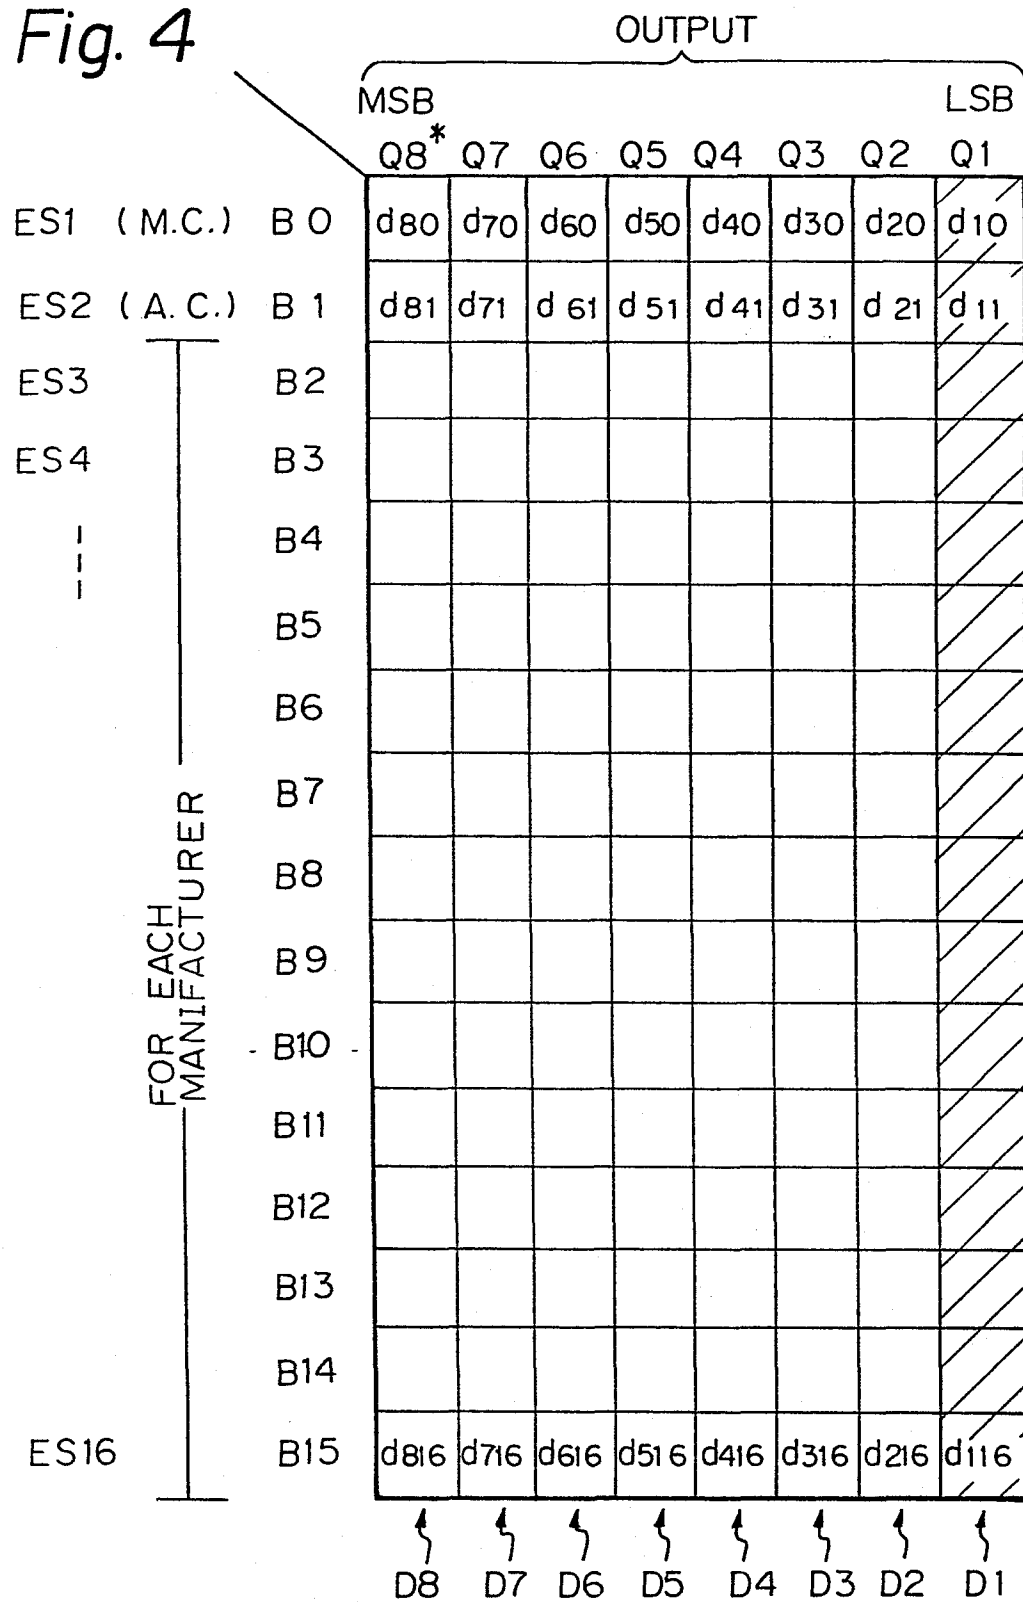 Fig. 4
OUTPUT
MSB LSB
Q8* Q7 Q6 Q5 Q4 Q3 Q2 Q1
ES1 (M.C.) B0 d80 d70 d60 d50 d40 d30 d20 d10
ES2 (A.C.) B1 d81 d71 d61 d51 d41 d31 d21 d11
ES3 B2
ES4 B3
B4
B5
B6
B7
B8
B9
B10
B11
B12
B13
B14
FOR EACH
MANIFACTURER
ES16 B15 d816 d716 d616 d516 d416 d316 d216 d116
D8 D7 D6 D5 D4 D3 D2 D1